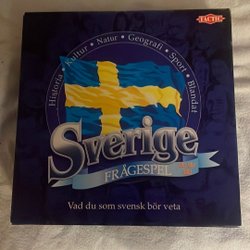 TACTIC
Historia · Kultur · Natur · Geografi · Sport · Blandat
Sverige
FRÅGESPEL
Vad du som svensk bör veta